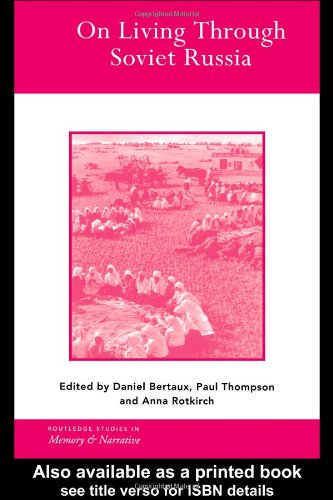 On Living Through
Soviet Russia
Edited by Daniel Bertaux, Paul Thompson
and Anna Rotkirch
ROUTLEDGE STUDIES IN
Memory & Narrative
Also available as a printed book
see title verso for ISBN details